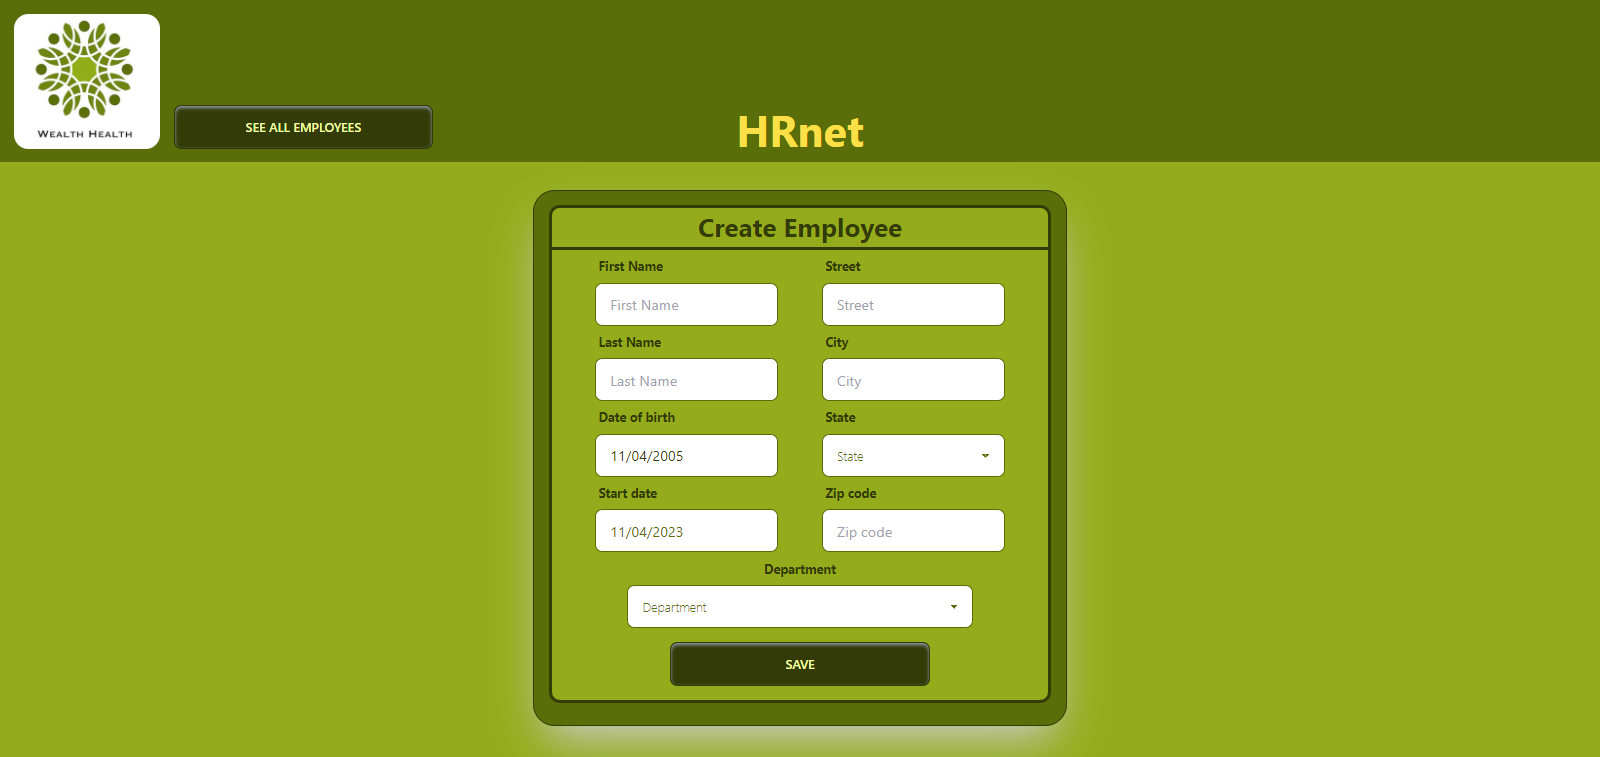 WEALTH HEALTH
SEE ALL EMPLOYEES
HRnet
Create Employee
First Name
First Name
Last Name
Last Name
Date of birth
11/04/2005
Start date
11/04/2023
Street
Street
City
City
State
State
Zip code
Zip code
Department
Department
SAVE